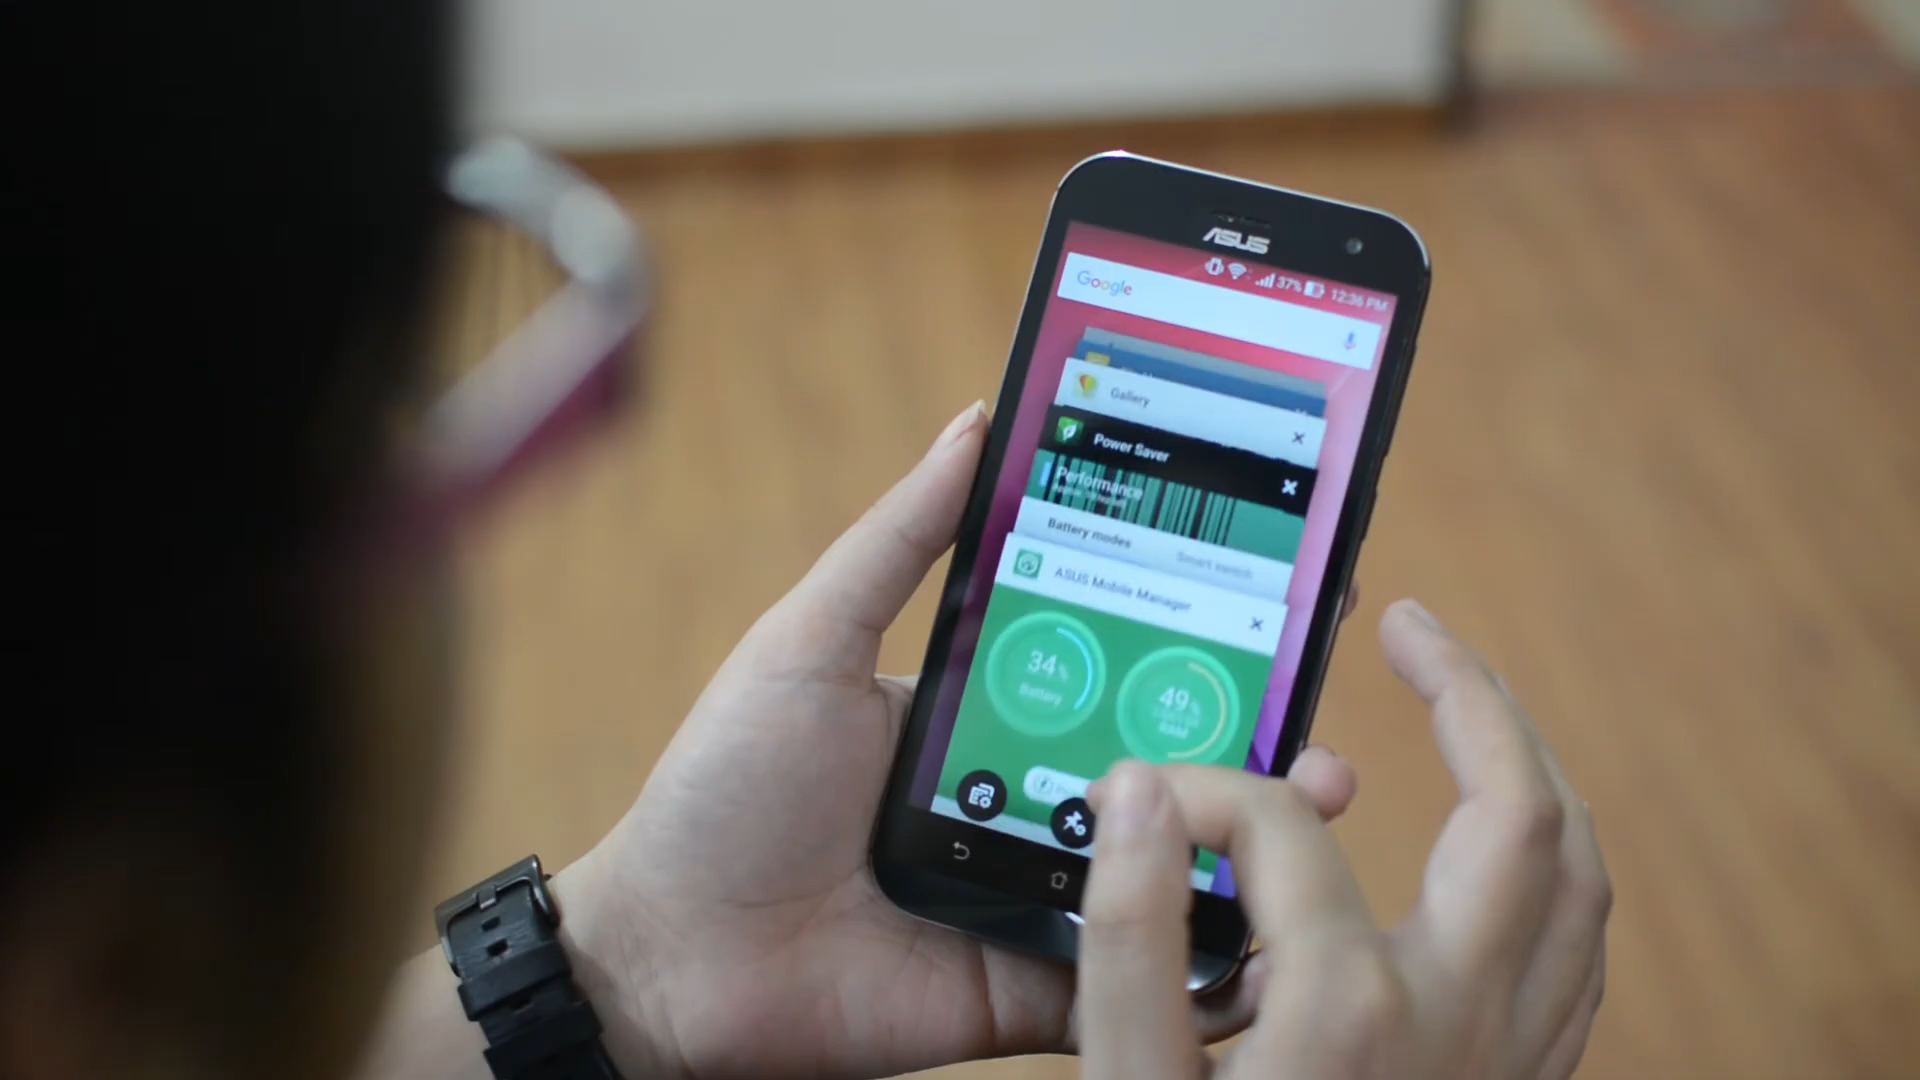 ASUS
37% 12:36 PM
Google
Gallery
Power Saver
Performance
Battery modes
Smart switch
ASUS Mobile Manager
34%
Battery
49%
RAM